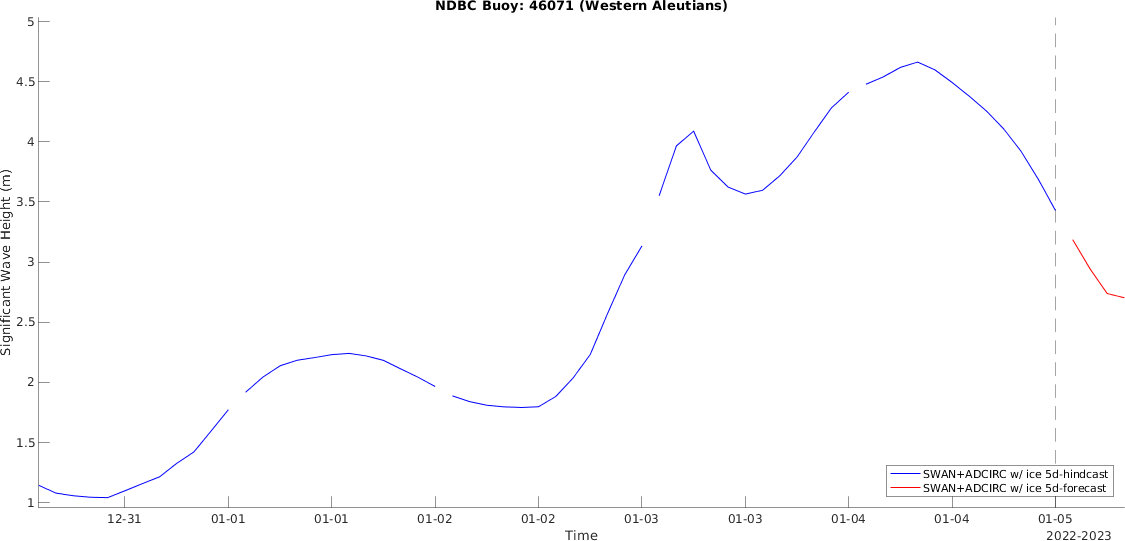 NDBC Buoy: 46071 (Western Aleutians)
5
4.5
4
3.5
3
2.5
2
1.5
1
Significant Wave Height (m)
SWAN+ADCIRC w/ ice 5d-hindcast
SWAN+ADCIRC w/ ice 5d-forecast
12-31 01-01 01-01 01-02 01-02 01-03 01-03 01-04 01-04 01-05
Time
2022-2023